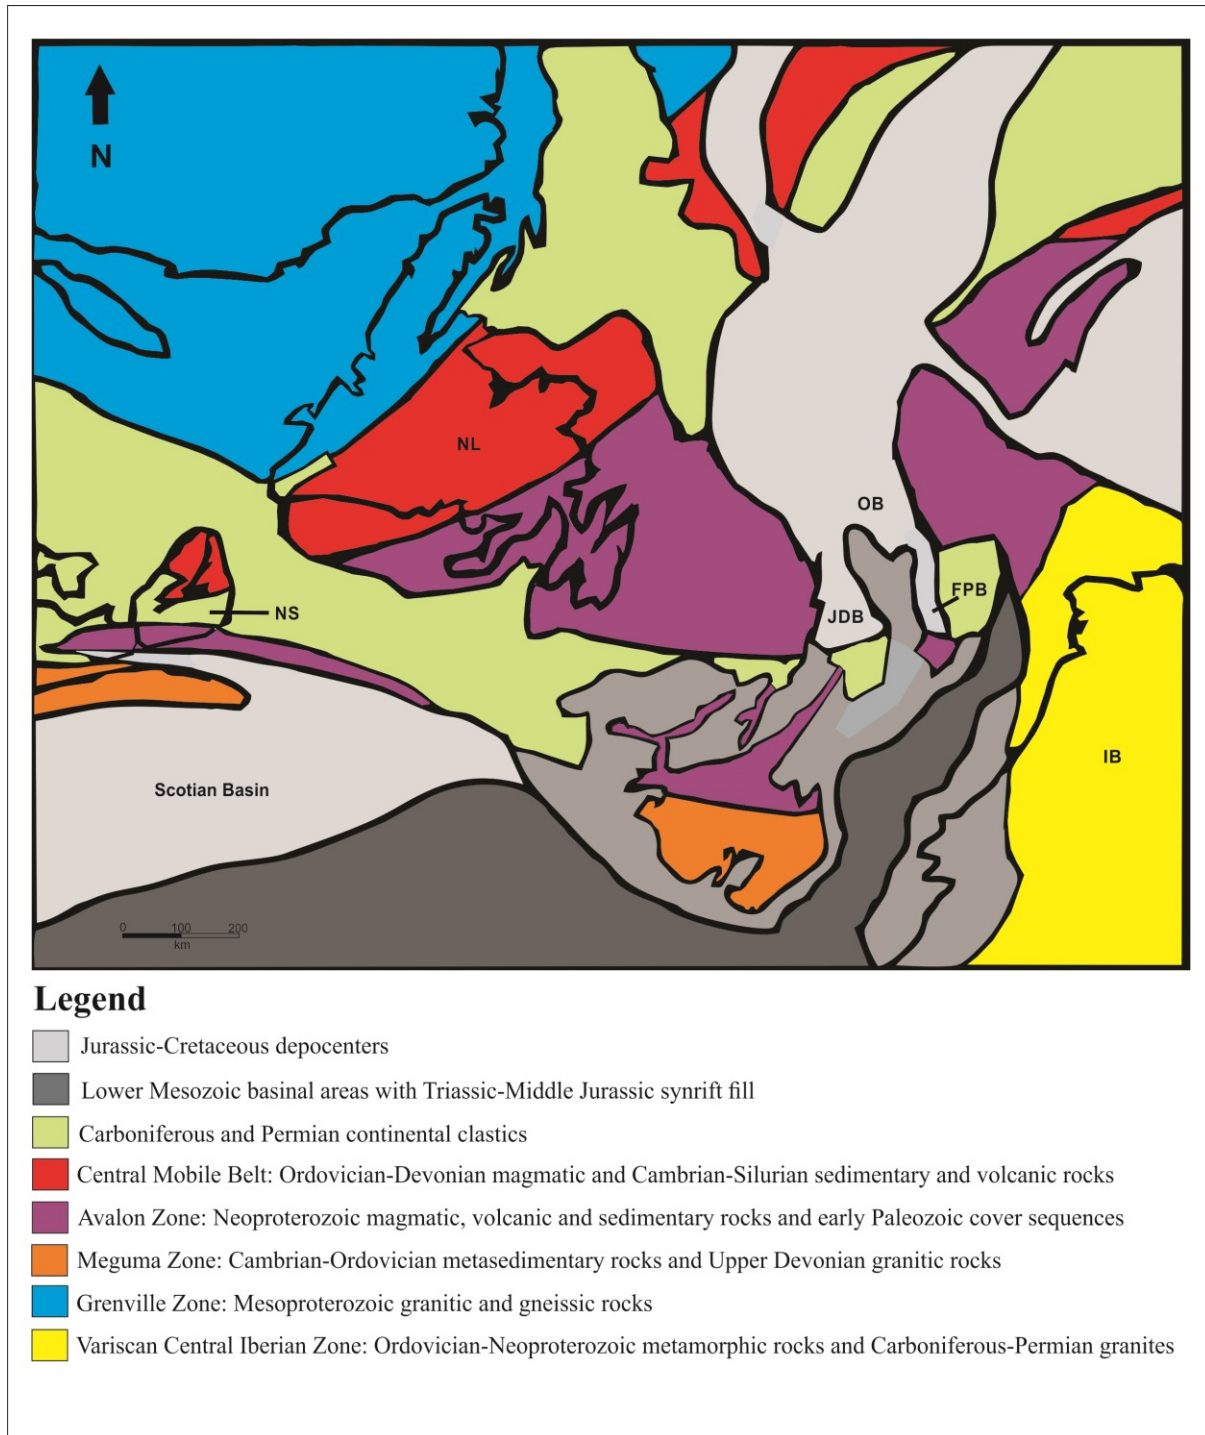 N
NL
OB
FPB
NS
JDB
IB
Scotian Basin
0 100 200
km
Legend
Jurassic-Cretaceous depocenters
Lower Mesozoic basinal areas with Triassic-Middle Jurassic synrift fill
Carboniferous and Permian continental clastics
Central Mobile Belt: Ordovician-Devonian magmatic and Cambrian-Silurian sedimentary and volcanic rocks
Avalon Zone: Neoproterozoic magmatic, volcanic and sedimentary rocks and early Paleozoic cover sequences
Meguma Zone: Cambrian-Ordovician metasedimentary rocks and Upper Devonian granitic rocks
Grenville Zone: Mesoproterozoic granitic and gneissic rocks
Variscan Central Iberian Zone: Ordovician-Neoproterozoic metamorphic rocks and Carboniferous-Permian granites